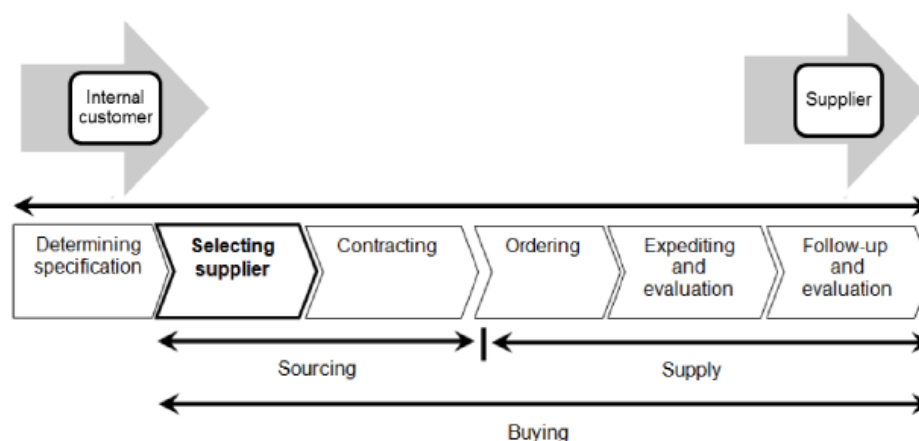 Internal
customer
Supplier
Determining
specification
Selecting
supplier
Contracting
Ordering
Expediting
and
evaluation
Follow-up
and
evaluation
Sourcing
Supply
Buying